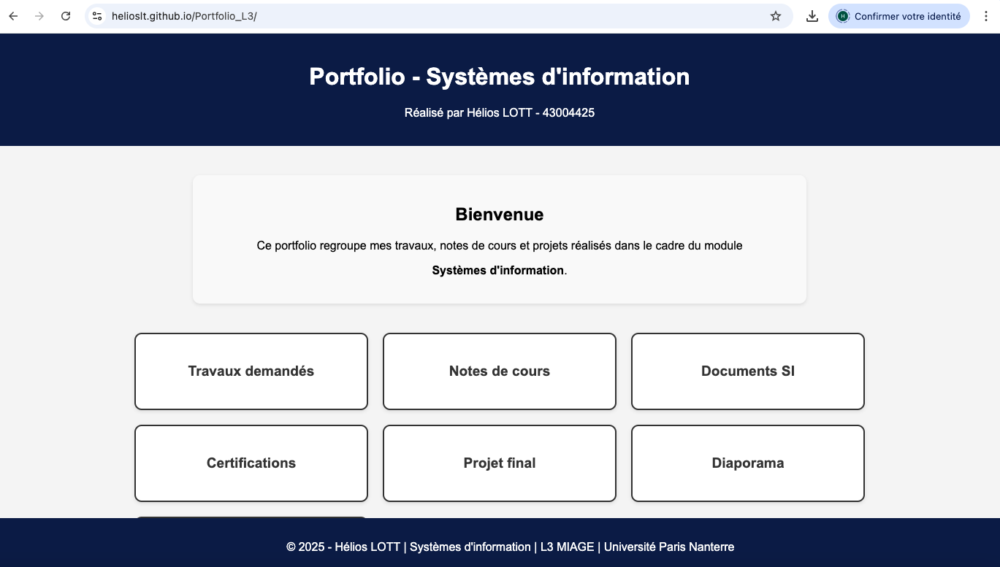 helioslt.github.io/Portfolio_L3/
H
Confirmer votre identité
Portfolio - Systèmes d'information
Réalisé par Hélios LOTT - 43004425
Bienvenue
Ce portfolio regroupe mes travaux, notes de cours et projets réalisés dans le cadre du module
Systèmes d'information.
Travaux demandés
Notes de cours
Documents SI
Certifications
Projet final
Diaporama
© 2025 - Hélios LOTT | Systèmes d'information | L3 MIAGE | Université Paris Nanterre